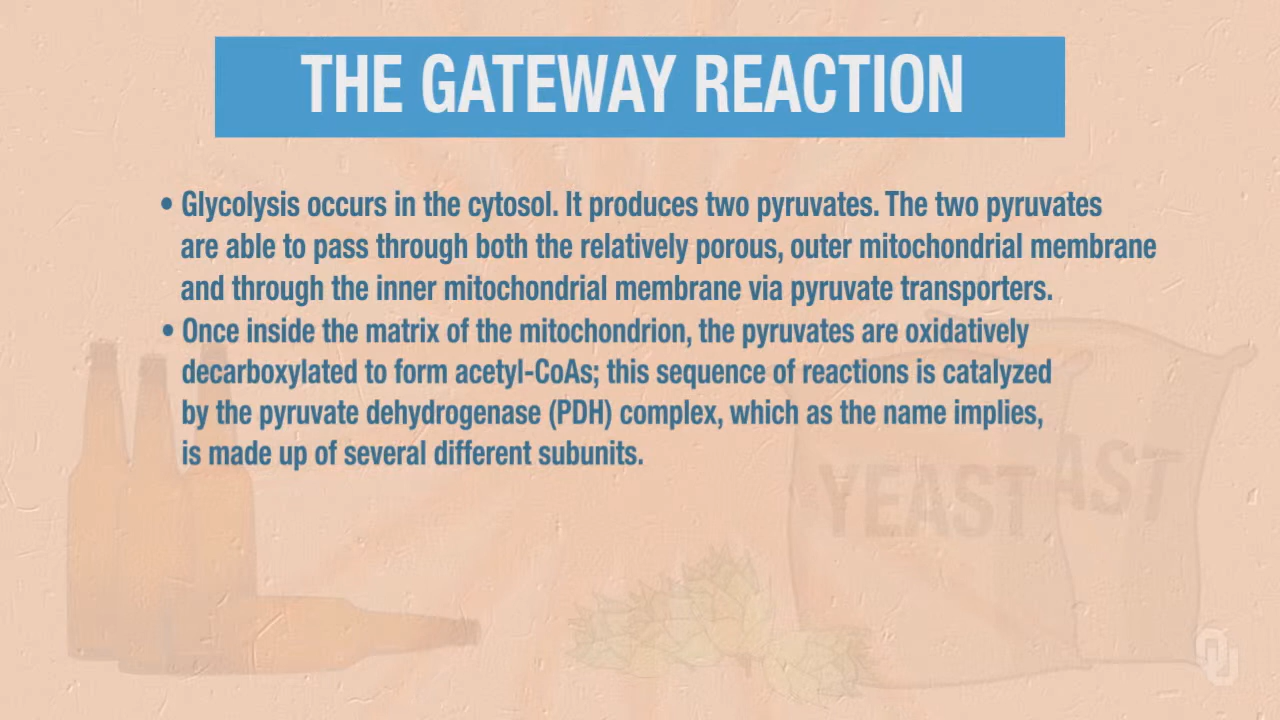 THE GATEWAY REACTION
• Glycolysis occurs in the cytosol. It produces two pyruvates. The two pyruvates
are able to pass through both the relatively porous, outer mitochondrial membrane
and through the inner mitochondrial membrane via pyruvate transporters.
• Once inside the matrix of the mitochondrion, the pyruvates are oxidatively
decarboxylated to form acetyl-CoAs; this sequence of reactions is catalyzed
by the pyruvate dehydrogenase (PDH) complex, which as the name implies,
is made up of several different subunits.
YEAST AST
OU